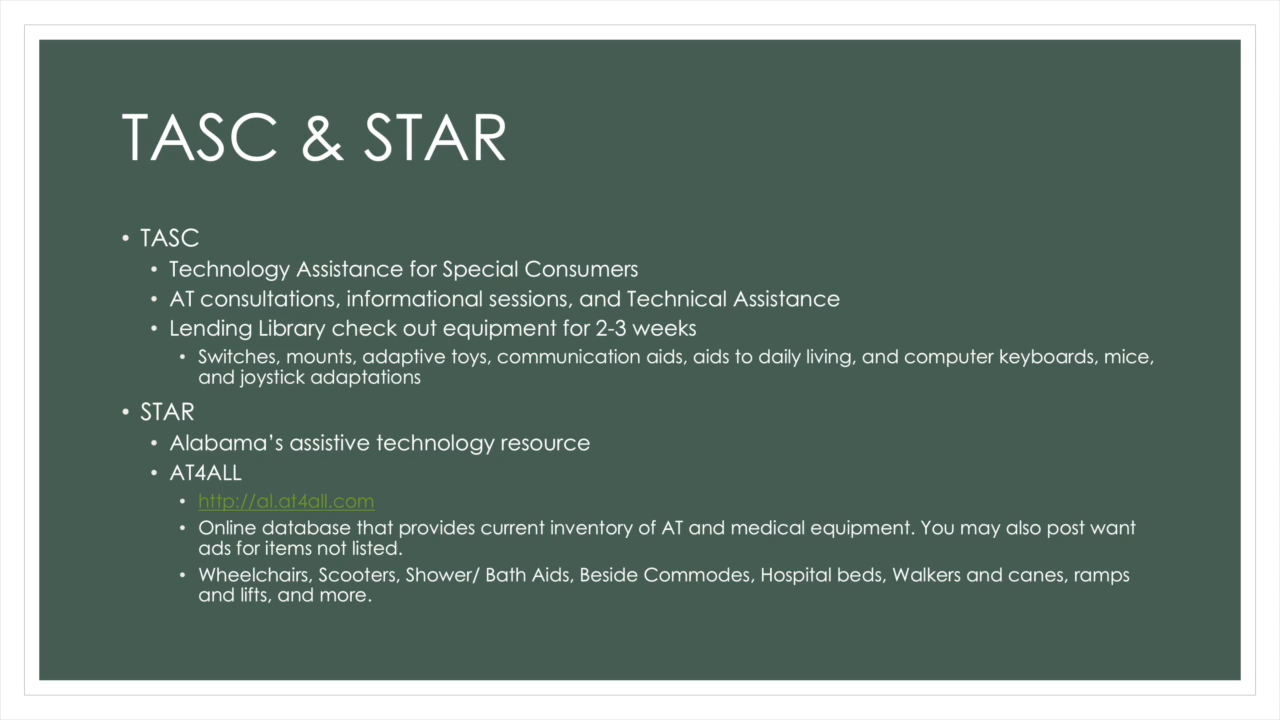 TASC & STAR
• TASC
• Technology Assistance for Special Consumers
• AT consultations, informational sessions, and Technical Assistance
• Lending Library check out equipment for 2-3 weeks
• Switches, mounts, adaptive toys, communication aids, aids to daily living, and computer keyboards, mice,
and joystick adaptations
• STAR
• Alabama’s assistive technology resource
• AT4ALL
• http://al.at4all.com
• Online database that provides current inventory of AT and medical equipment. You may also post want
ads for items not listed.
• Wheelchairs, Scooters, Shower/ Bath Aids, Beside Commodes, Hospital beds, Walkers and canes, ramps
and lifts, and more.